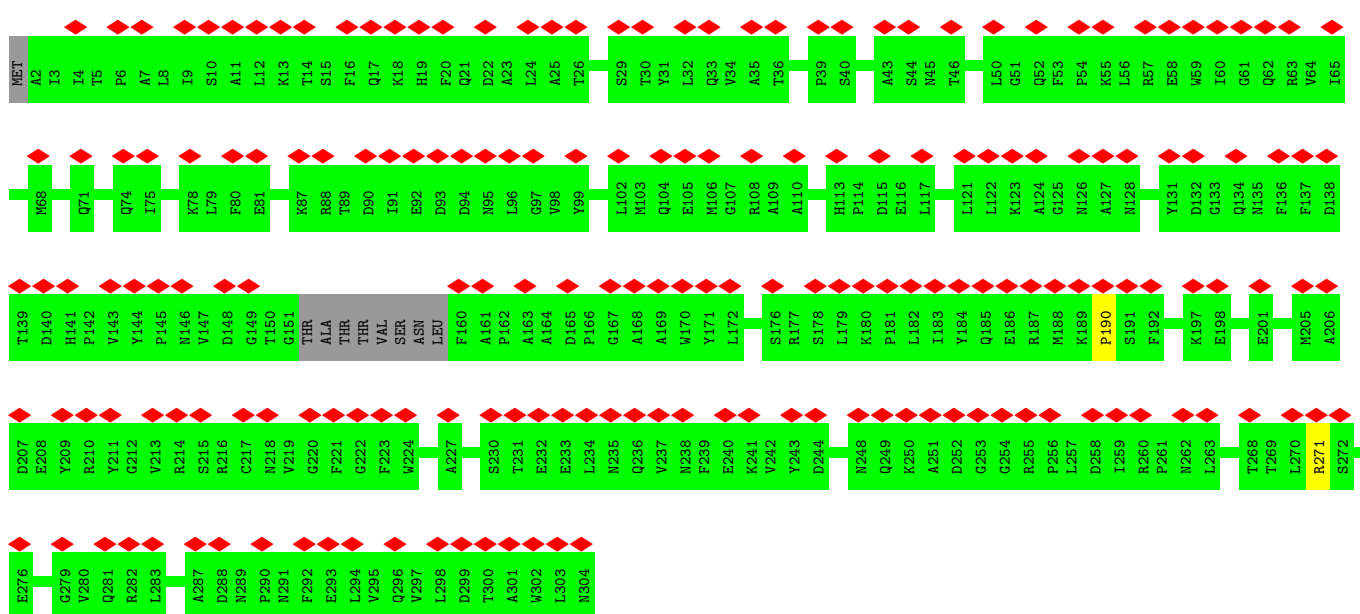 MET A2 I3 I4 T5 P6 A7 L8 I9 S10 A11 L12 K13 T14 S15 F16 Q17 K18 H19 F20 Q21 D22 A23 L24 A25 T26 S29 T30 Y31 L32 Q33 V34 A35 T36 P39 S40 A43 S44 N45 T46 L50 G51 Q52 F53 P54 K55 L56 R57 E58 W59 I60 G61 Q62 R63 V64 I65
M68 Q71 Q74 I75 K78 L79 F80 E81 K87 R88 T89 D90 I91 E92 D93 D94 N95 L96 G97 V98 Y99 L102 M103 Q104 E105 M106 G107 R108 A109 A110 H113 P114 D115 E116 L117 L121 L122 K123 A124 G125 N126 A127 N128 Y131 D132 G133 Q134 N135 F136 F137 D138
T139 D140 H141 P142 V143 Y144 P145 N146 V147 D148 G149 T150 G151 THR ALA THR THR VAL SER ASN LEU F160 A161 P162 A163 A164 D165 P166 G167 A168 A169 W170 Y171 L172 S176 R177 S178 L179 K180 P181 L182 I183 Y184 Q185 E186 R187 M188 K189 P190 S191 F192 K197 E198 E201 M205 A206
D207 E208 Y209 R210 Y211 G212 V213 R214 S215 R216 C217 N218 V219 G220 F221 G222 F223 W224 A227 S230 T231 E232 E233 L234 N235 Q236 V237 N238 F239 E240 K241 V242 Y243 D244 N248 Q249 K250 A251 D252 G253 G254 R255 P256 L257 D258 I259 R260 P261 N262 L263 T268 T269 L270 R271 S272
E276 G279 V280 Q281 R282 L283 A287 D288 N289 P290 N291 F292 E293 L294 V295 Q296 V297 L298 D299 T300 A301 W302 L303 N304